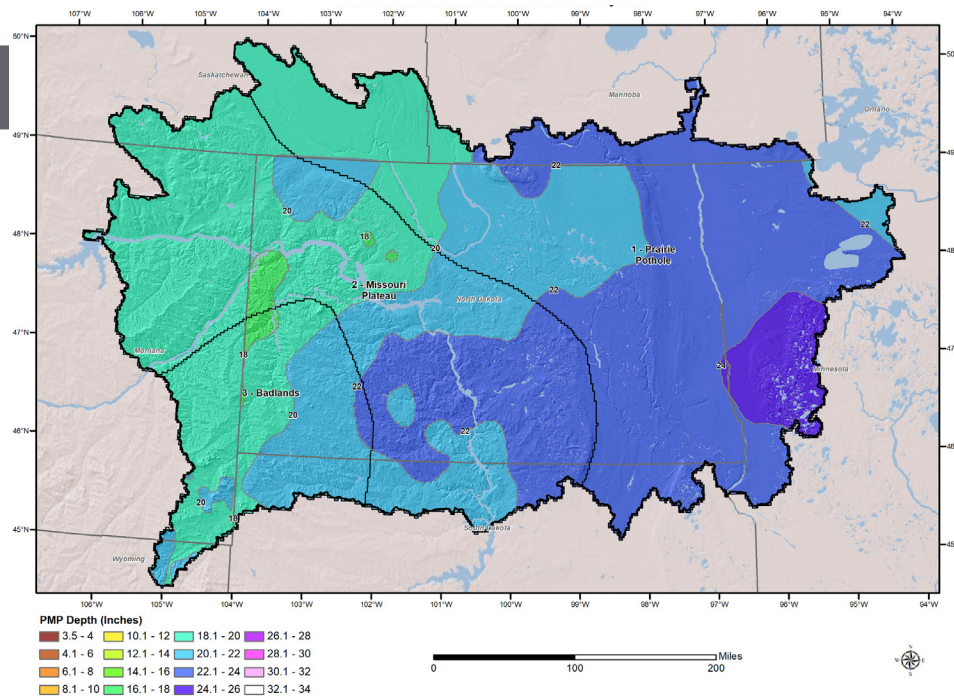 107°W 106°W 105°W 104°W 103°W 102°W 101°W 100°W 99°W 98°W 97°W 96°W 95°W 94°W
50°N
50
Saskatchewan
Manitoba
Ontario
49°N
49
22
20
22
48°N
48
18
20
1 - Prairie
Pothole
2 - Missouri
Plateau
22
North Dakota
47°N
47
Montana
18
24
Minnesota
22
3 - Badlands
20
46°N
46
22
20
18
45°N
45
South Dakota
Wyoming
106°W 105°W 104°W 103°W 102°W 101°W 100°W 99°W 98°W 97°W 96°W 95°W 94°W
PMP Depth (Inches)
3.5 - 4 10.1 - 12 18.1 - 20 26.1 - 28
4.1 - 6 12.1 - 14 20.1 - 22 28.1 - 30
6.1 - 8 14.1 - 16 22.1 - 24 30.1 - 32
8.1 - 10 16.1 - 18 24.1 - 26 32.1 - 34
Miles
0 100 200
N
W E
S